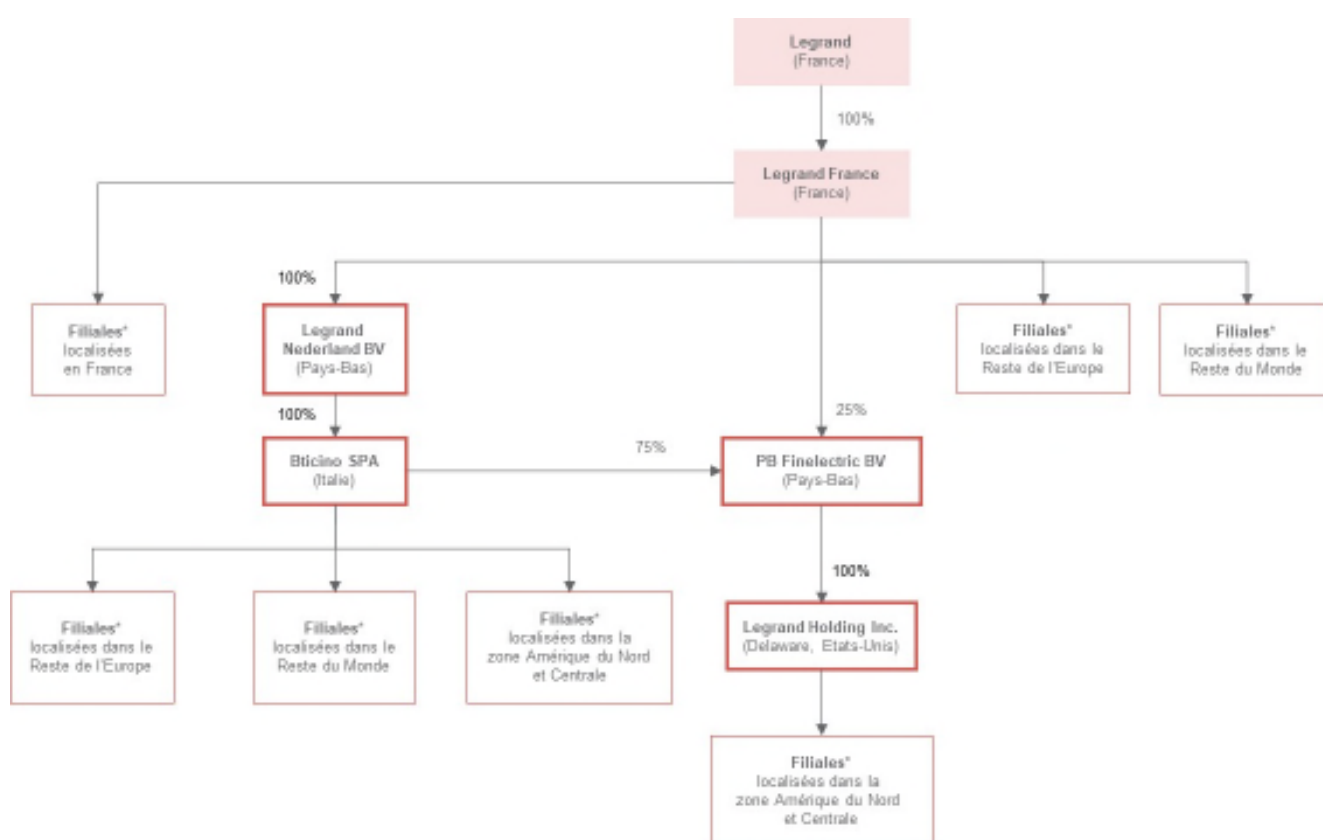 Legrand
(France)
100%
Legrand France
(France)
100%
Filiales*
localisées
en France
Legrand
Nederland BV
(Pays-Bas)
Filiales*
localisées dans le
Reste de l'Europe
Filiales*
localisées dans le
Reste du Monde
100%
25%
Bticino SPA
(Italie)
75%
PB Finelectric BV
(Pays-Bas)
100%
Filiales*
localisées dans le
Reste de l'Europe
Filiales*
localisées dans le
Reste du Monde
Filiales*
localisées dans la
zone Amérique du Nord
et Centrale
Legrand Holding Inc.
(Delaware, Etats-Unis)
Filiales*
localisées dans la
zone Amérique du Nord
et Centrale